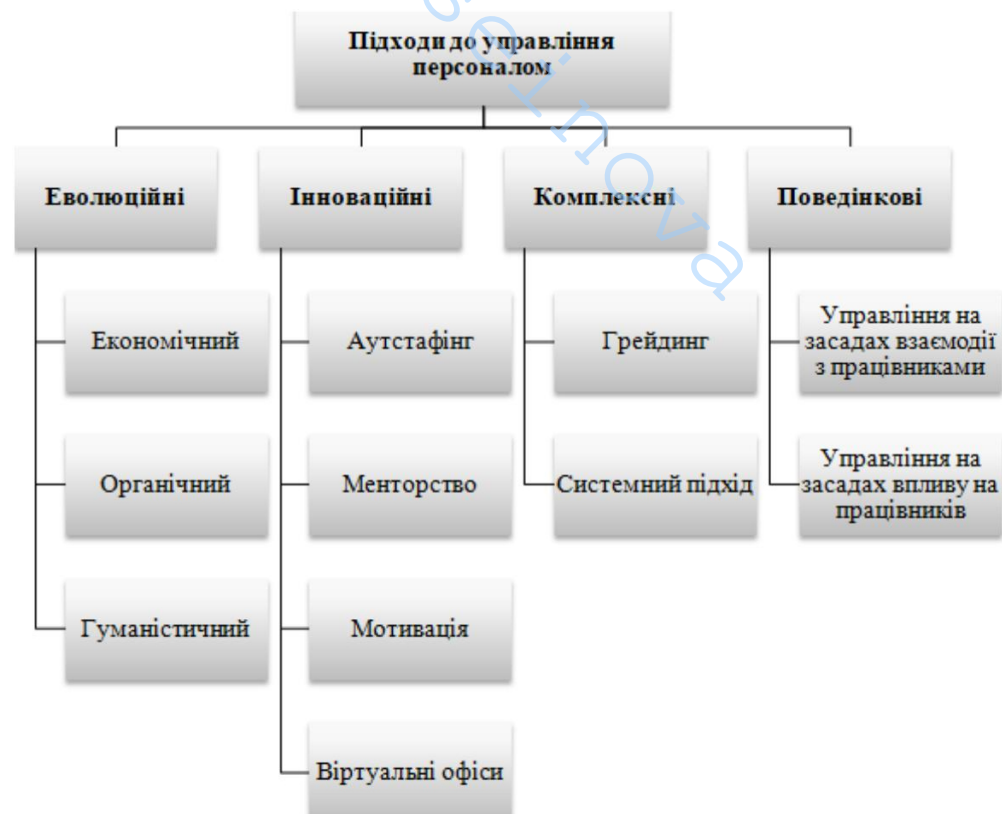 Підходи до управління
персоналом
Еволюційні
Інноваційні
Комплексні
Поведінкові
Економічний
Органічний
Гуманістичний
Аутстафінг
Менторство
Мотивація
Віртуальні офіси
Грейдинг
Системний підхід
Управління на
засадах взаємодії
з працівниками
Управління на
засадах впливу на
працівників